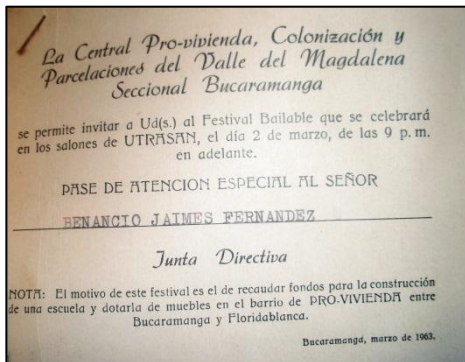 La Central Pro-vivienda, Colonización y
Parcelaciones del Valle del Magdalena
Seccional Bucaramanga
se permite invitar a Ud(s.) al Festival Bailable que se celebrará
en los salones de UTRASAN, el día 2 de marzo, de las 9 p. m.
en adelante.
PASE DE ATENCION ESPECIAL AL SEÑOR
BENANCIO JAIMES FERNANDEZ
Junta Directiva
NOTA: El motivo de este festival es el de recaudar fondos para la construcción
de una escuela y dotarla de muebles en el barrio de PRO-VIVIENDA entre
Bucaramanga y Floridablanca.
Bucaramanga, marzo de 1963.